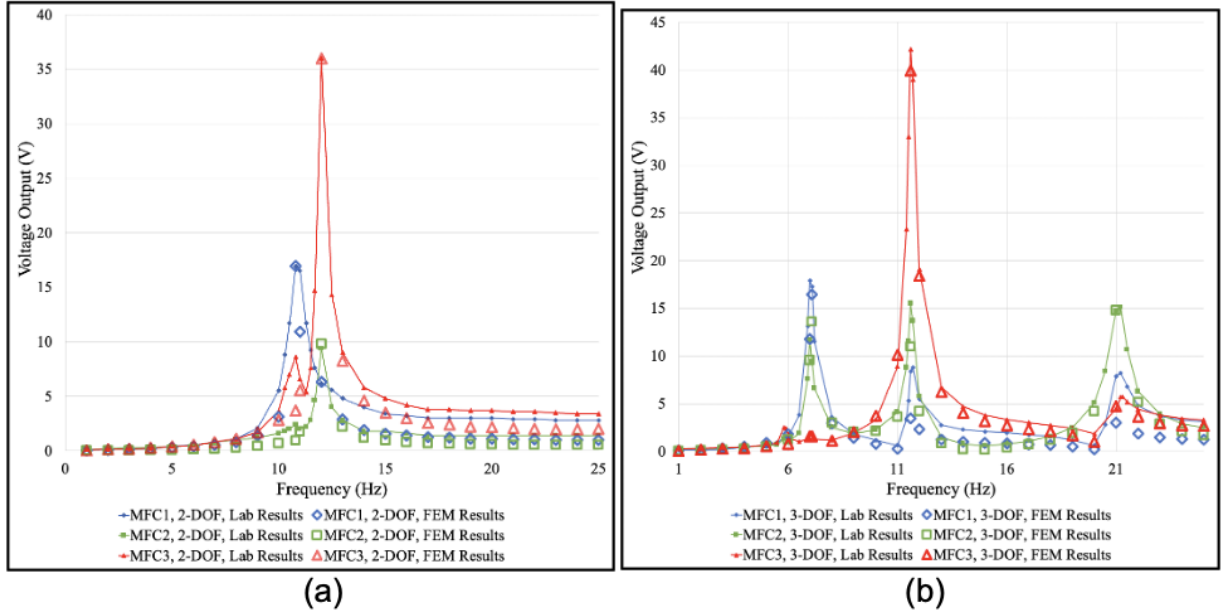 40
35
30
25
20
15
10
5
0
Voltage Output (V)
0 5 10 15 20 25
Frequency (Hz)
MFC1, 2-DOF, Lab Results MFC1, 2-DOF, FEM Results
MFC2, 2-DOF, Lab Results MFC2, 2-DOF, FEM Results
MFC3, 2-DOF, Lab Results MFC3, 2-DOF, FEM Results
(a)
45
40
35
30
25
20
15
10
5
0
Voltage Output (V)
1 6 11 16 21
Frequency (Hz)
MFC1, 3-DOF, Lab Results MFC1, 3-DOF, FEM Results
MFC2, 3-DOF, Lab Results MFC2, 3-DOF, FEM Results
MFC3, 3-DOF, Lab Results MFC3, 3-DOF, FEM Results
(b)